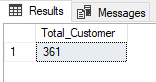 Results Messages
Total_Customer
1 361